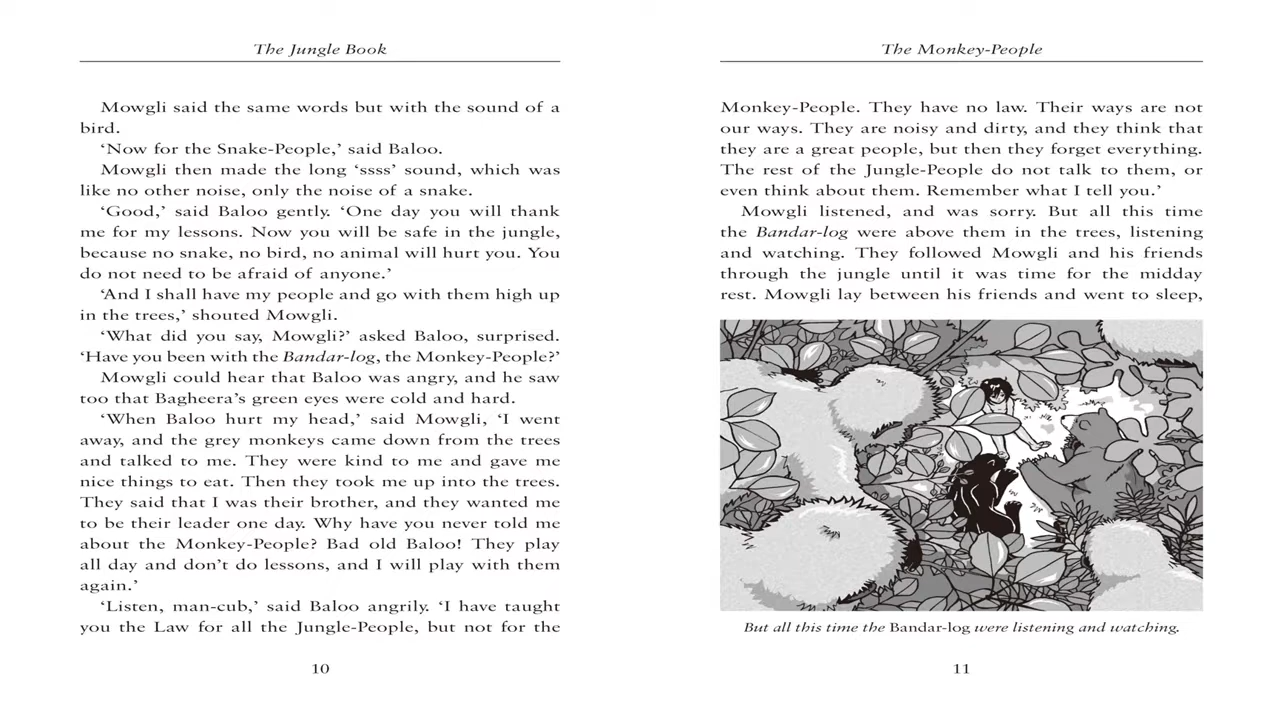 The Jungle Book
Mowgli said the same words but with the sound of a
bird.
‘Now for the Snake-People,’ said Baloo.
Mowgli then made the long ‘ssss’ sound, which was
like no other noise, only the noise of a snake.
‘Good,’ said Baloo gently. ‘One day you will thank
me for my lessons. Now you will be safe in the jungle,
because no snake, no bird, no animal will hurt you. You
do not need to be afraid of anyone.’
‘And I shall have my people and go with them high up
in the trees,’ shouted Mowgli.
‘What did you say, Mowgli?’ asked Baloo, surprised.
‘Have you been with the Bandar-log, the Monkey-People?’
Mowgli could hear that Baloo was angry, and he saw
too that Bagheera’s green eyes were cold and hard.
‘When Baloo hurt my head,’ said Mowgli, ‘I went
away, and the grey monkeys came down from the trees
and talked to me. They were kind to me and gave me
nice things to eat. Then they took me up into the trees.
They said that I was their brother, and they wanted me
to be their leader one day. Why have you never told me
about the Monkey-People? Bad old Baloo! They play
all day and don’t do lessons, and I will play with them
again.’
‘Listen, man-cub,’ said Baloo angrily. ‘I have taught
you the Law for all the Jungle-People, but not for the
10
The Monkey-People
Monkey-People. They have no law. Their ways are not
our ways. They are noisy and dirty, and they think that
they are a great people, but then they forget everything.
The rest of the Jungle-People do not talk to them, or
even think about them. Remember what I tell you.’
Mowgli listened, and was sorry. But all this time
the Bandar-log were above them in the trees, listening
and watching. They followed Mowgli and his friends
through the jungle until it was time for the midday
rest. Mowgli lay between his friends and went to sleep,
But all this time the Bandar-log were listening and watching.
11